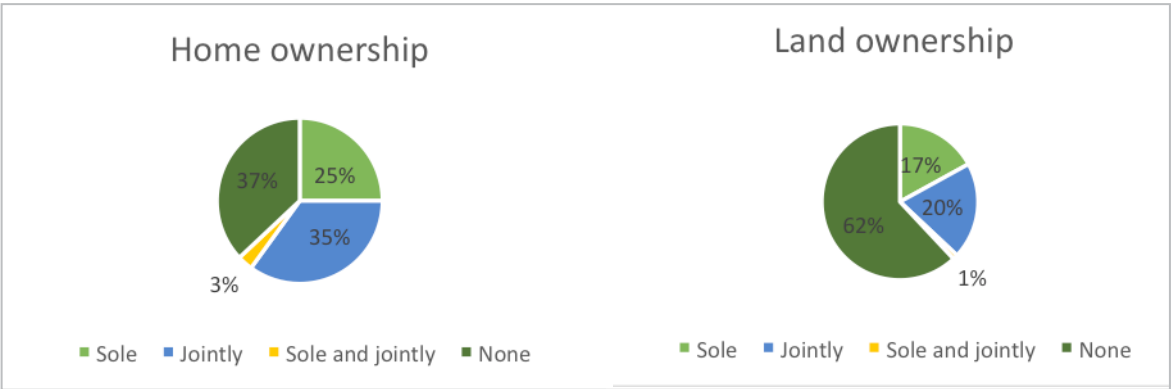 Home ownership
37%
25%
35%
3%
Sole
Jointly
Sole and jointly
None
Land ownership
17%
20%
62%
1%
Sole
Jointly
Sole and jointly
None